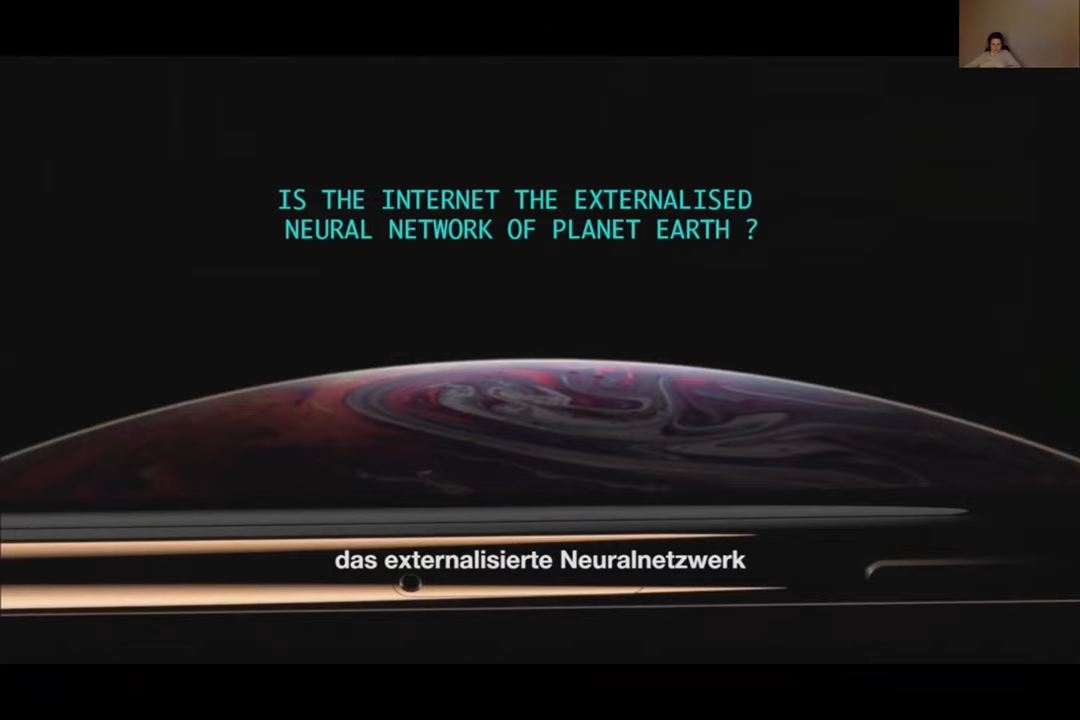 IS THE INTERNET THE EXTERNALISED
NEURAL NETWORK OF PLANET EARTH ?
das externalisierte Neuralnetzwerk